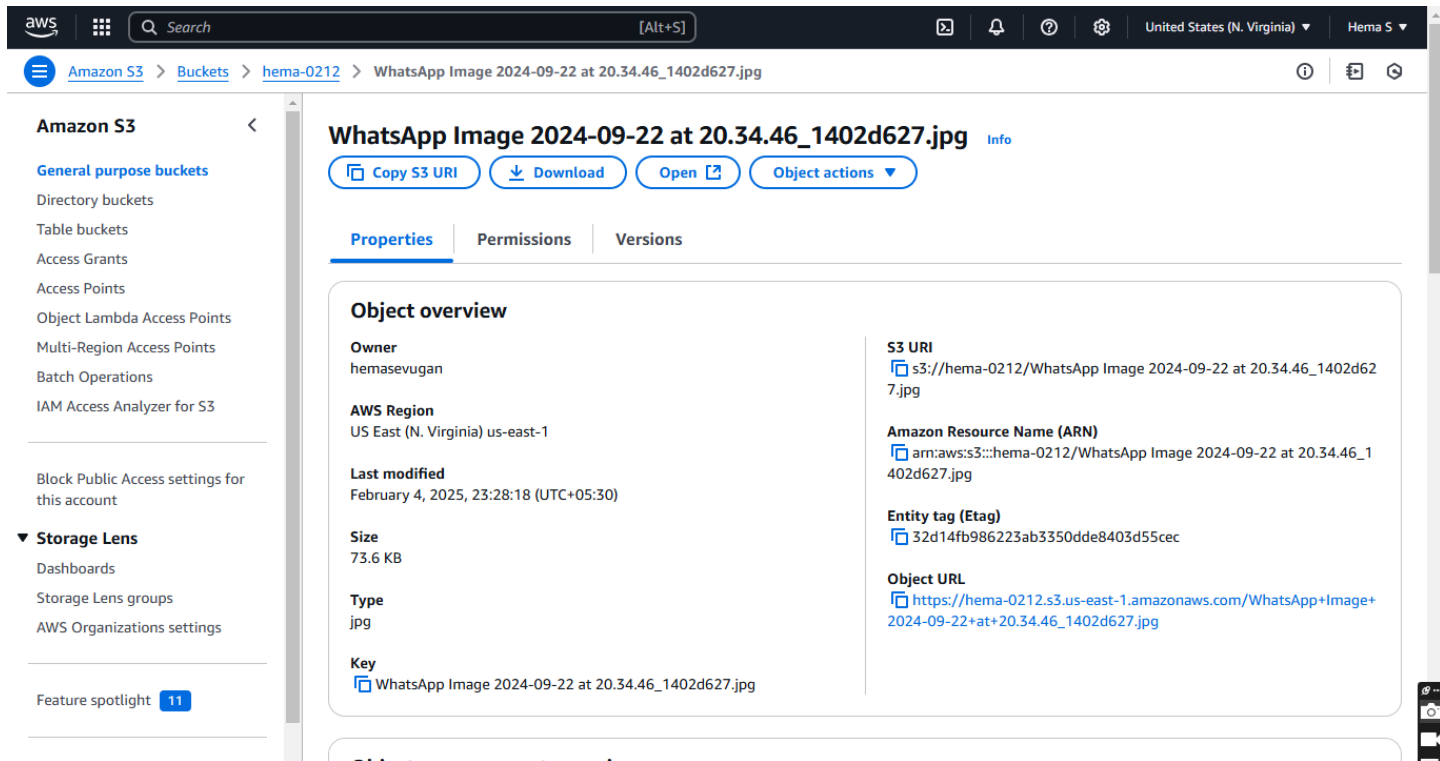 aws
Search [Alt+S]
United States (N. Virginia)
Hema S
Amazon S3 > Buckets > hema-0212 > WhatsApp Image 2024-09-22 at 20.34.46_1402d627.jpg
Amazon S3
General purpose buckets
Directory buckets
Table buckets
Access Grants
Access Points
Object Lambda Access Points
Multi-Region Access Points
Batch Operations
IAM Access Analyzer for S3
Block Public Access settings for
this account
Storage Lens
Dashboards
Storage Lens groups
AWS Organizations settings
Feature spotlight 11
WhatsApp Image 2024-09-22 at 20.34.46_1402d627.jpg Info
Copy S3 URI
Download
Open
Object actions
Properties
Permissions
Versions
Object overview
Owner
hemasevugan
AWS Region
US East (N. Virginia) us-east-1
Last modified
February 4, 2025, 23:28:18 (UTC+05:30)
Size
73.6 KB
Type
jpg
Key
WhatsApp Image 2024-09-22 at 20.34.46_1402d627.jpg
S3 URI
s3://hema-0212/WhatsApp Image 2024-09-22 at 20.34.46_1402d62
7.jpg
Amazon Resource Name (ARN)
arn:aws:s3:::hema-0212/WhatsApp Image 2024-09-22 at 20.34.46_1
402d627.jpg
Entity tag (Etag)
32d14fb986223ab3350dde8403d55cec
Object URL
https://hema-0212.s3.us-east-1.amazonaws.com/WhatsApp+Image+
2024-09-22+at+20.34.46_1402d627.jpg